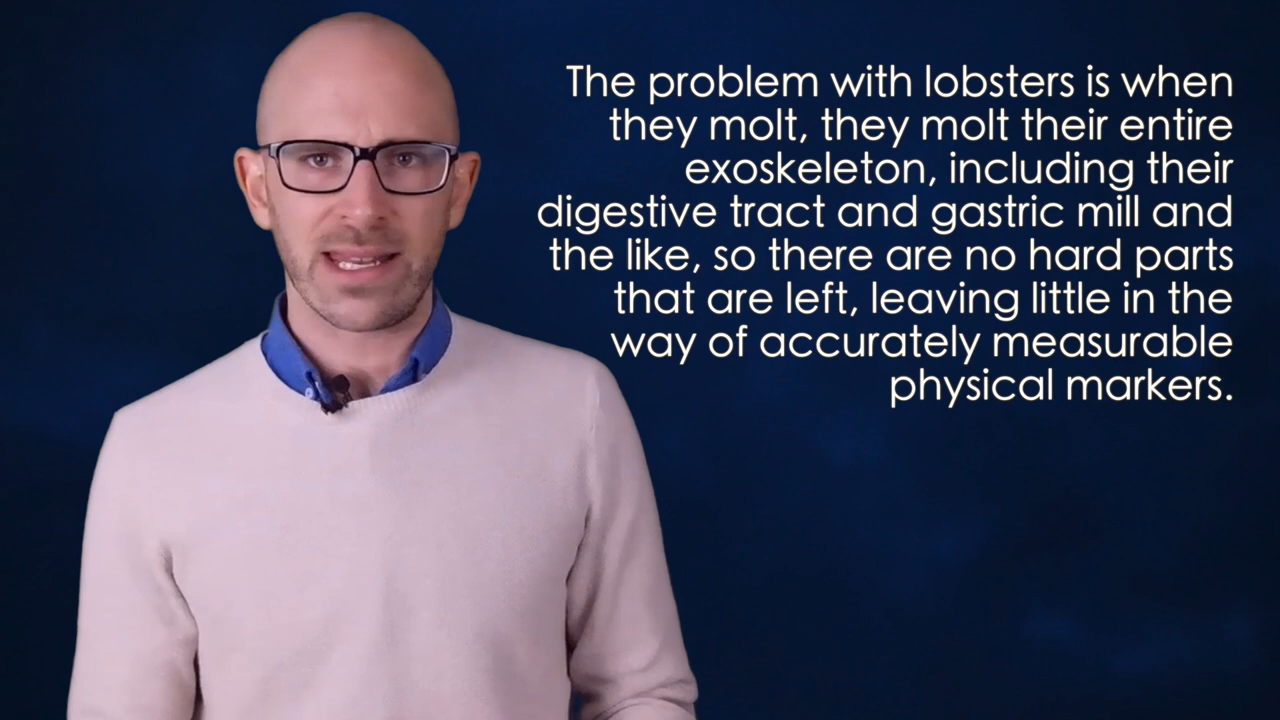 The problem with lobsters is when
they molt, they molt their entire
exoskeleton, including their
digestive tract and gastric mill and
the like, so there are no hard parts
that are left, leaving little in the
way of accurately measurable
physical markers.